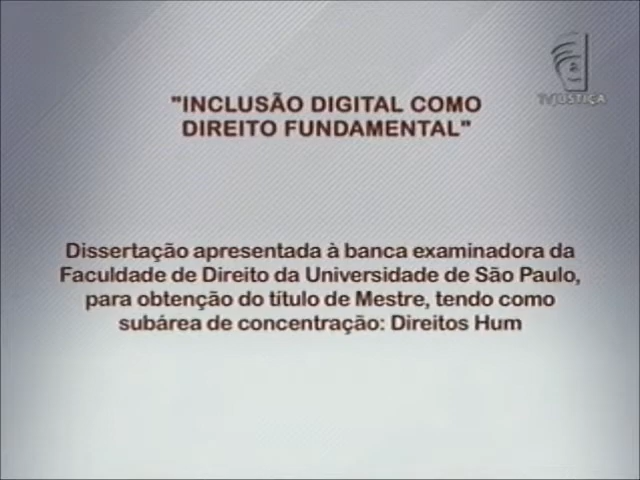 TV JUSTIÇA
"INCLUSÃO DIGITAL COMO
DIREITO FUNDAMENTAL"
Dissertação apresentada à banca examinadora da
Faculdade de Direito da Universidade de São Paulo,
para obtenção do título de Mestre, tendo como
subárea de concentração: Direitos Hum